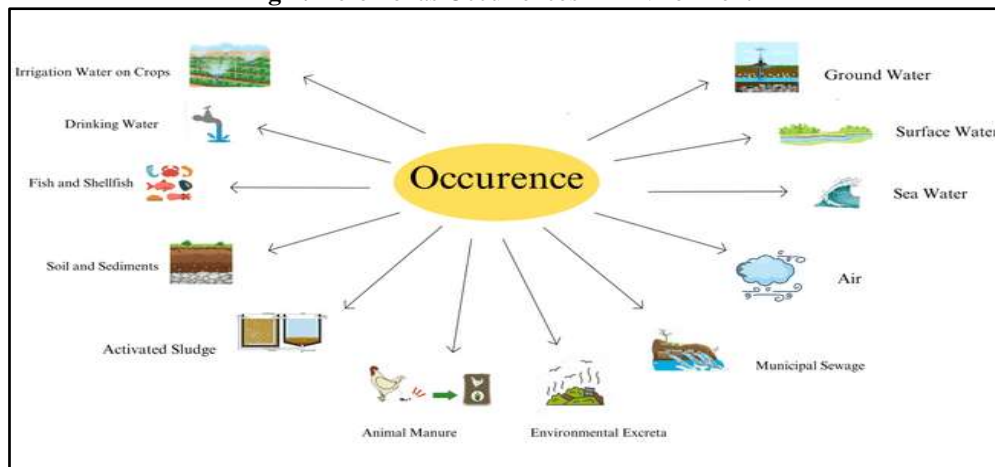 Irrigation Water on Crops
Ground Water
Drinking Water
Surface Water
Occurence
Fish and Shellfish
Sea Water
Soil and Sediments
Air
Activated Sludge
Municipal Sewage
Animal Manure
Environmental Excreta